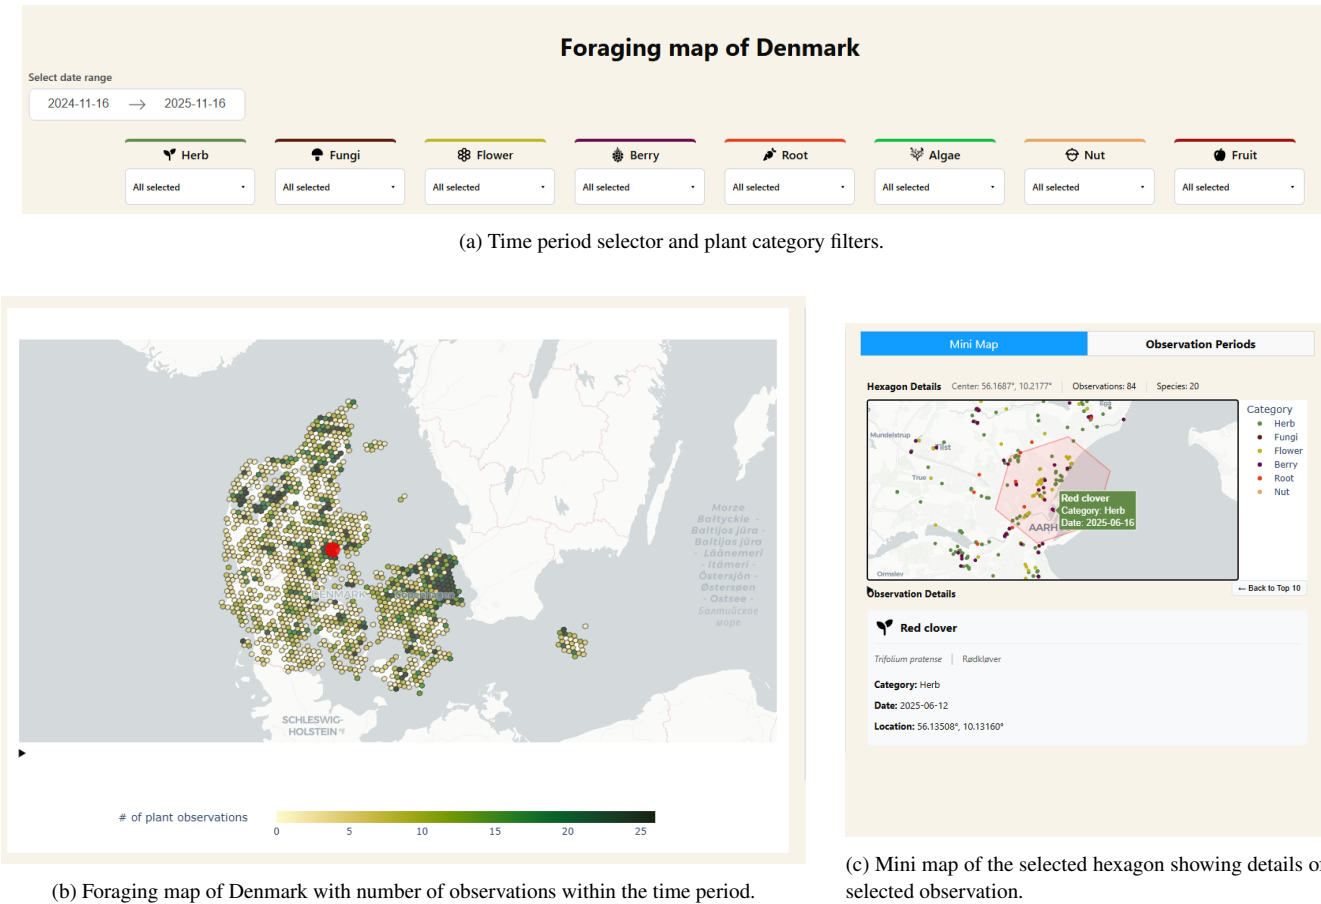 Foraging map of Denmark
Select date range
2024-11-16 → 2025-11-16
Herb Fungi Flower Berry Root Algae Nut Fruit
All selected All selected All selected All selected All selected All selected All selected All selected
(a) Time period selector and plant category filters.
Morze
Bałtyckie -
Baltijos jūra -
Baltijas jūra
- Läänemeri
- Itämeri -
Östersjön -
Østersøen
- Ostsee -
Балтийское
море
DENMARK
Copenhagen
SCHLESWIG-
HOLSTEIN
# of plant observations
0 5 10 15 20 25
(b) Foraging map of Denmark with number of observations within the time period.
Mini Map Observation Periods
Hexagon Details Center: 56.1687°, 10.2177° Observations: 84 Species: 20
Egå
Mundelstrup
Tilst
True
AARH
Ormslev
Red clover
Category: Herb
Date: 2025-06-16
Category
Herb
Fungi
Flower
Berry
Root
Nut
← Back to Top 10
Observation Details
Red clover
Trifolium pratense Rødkløver
Category: Herb
Date: 2025-06-12
Location: 56.13508°, 10.13160°
(c) Mini map of the selected hexagon showing details of
selected observation.